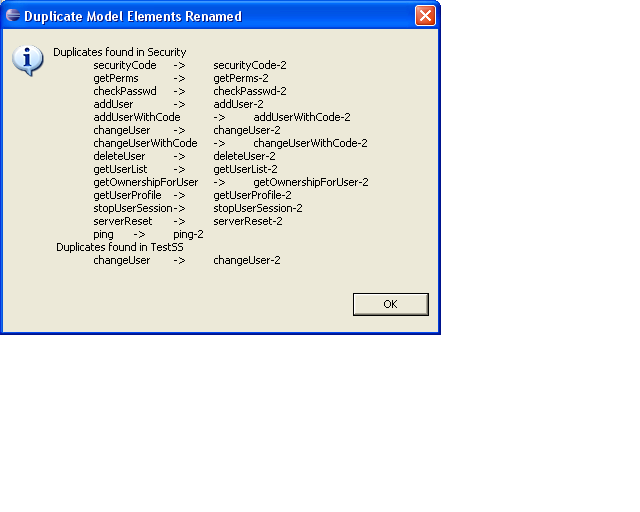 Duplicate Model Elements Renamed
Duplicates found in Security
securityCode -> securityCode-2
getPerms -> getPerms-2
checkPasswd -> checkPasswd-2
addUser -> addUser-2
addUserWithCode -> addUserWithCode-2
changeUser -> changeUser-2
changeUserWithCode -> changeUserWithCode-2
deleteUser -> deleteUser-2
getUserList -> getUserList-2
getOwnershipForUser -> getOwnershipForUser-2
getUserProfile -> getUserProfile-2
stopUserSession-> stopUserSession-2
serverReset -> serverReset-2
ping -> ping-2
Duplicates found in TestSS
changeUser -> changeUser-2
OK